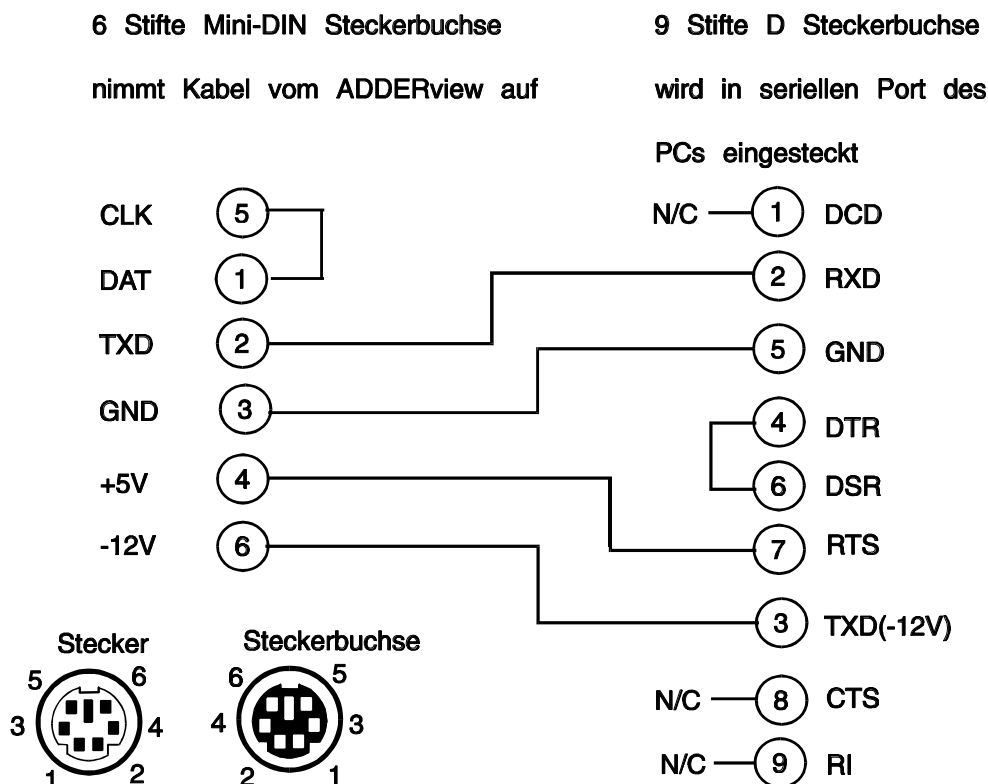 6 Stifte Mini-DIN Steckerbuchse
nimmt Kabel vom ADDERview auf
9 Stifte D Steckerbuchse
wird in seriellen Port des
PCs eingesteckt
CLK 5
DAT 1
TXD 2
GND 3
+5V 4
-12V 6
N/C 1 DCD
2 RXD
5 GND
4 DTR
6 DSR
7 RTS
3 TXD(-12V)
N/C 8 CTS
N/C 9 RI
Stecker
5 6
3 4
1 2
Steckerbuchse
6 5
4 3
2 1